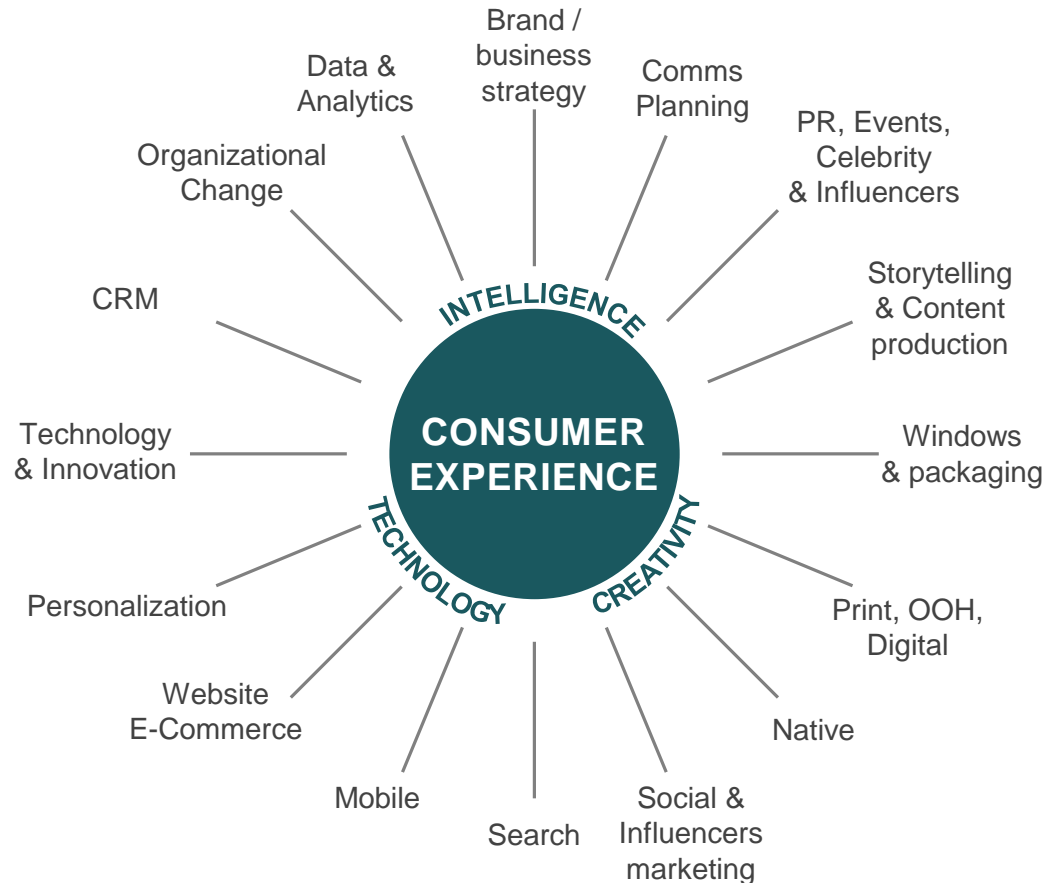 Brand /
business
strategy
Comms
Planning
PR, Events,
Celebrity
& Influencers
Storytelling
& Content
production
Windows
& packaging
Print, OOH,
Digital
Native
Social &
Influencers
marketing
Search
Mobile
Website
E-Commerce
Personalization
Technology
& Innovation
CRM
Organizational
Change
Data &
Analytics
INTELLIGENCE
CONSUMER
EXPERIENCE
TECHNOLOGY
CREATIVITY